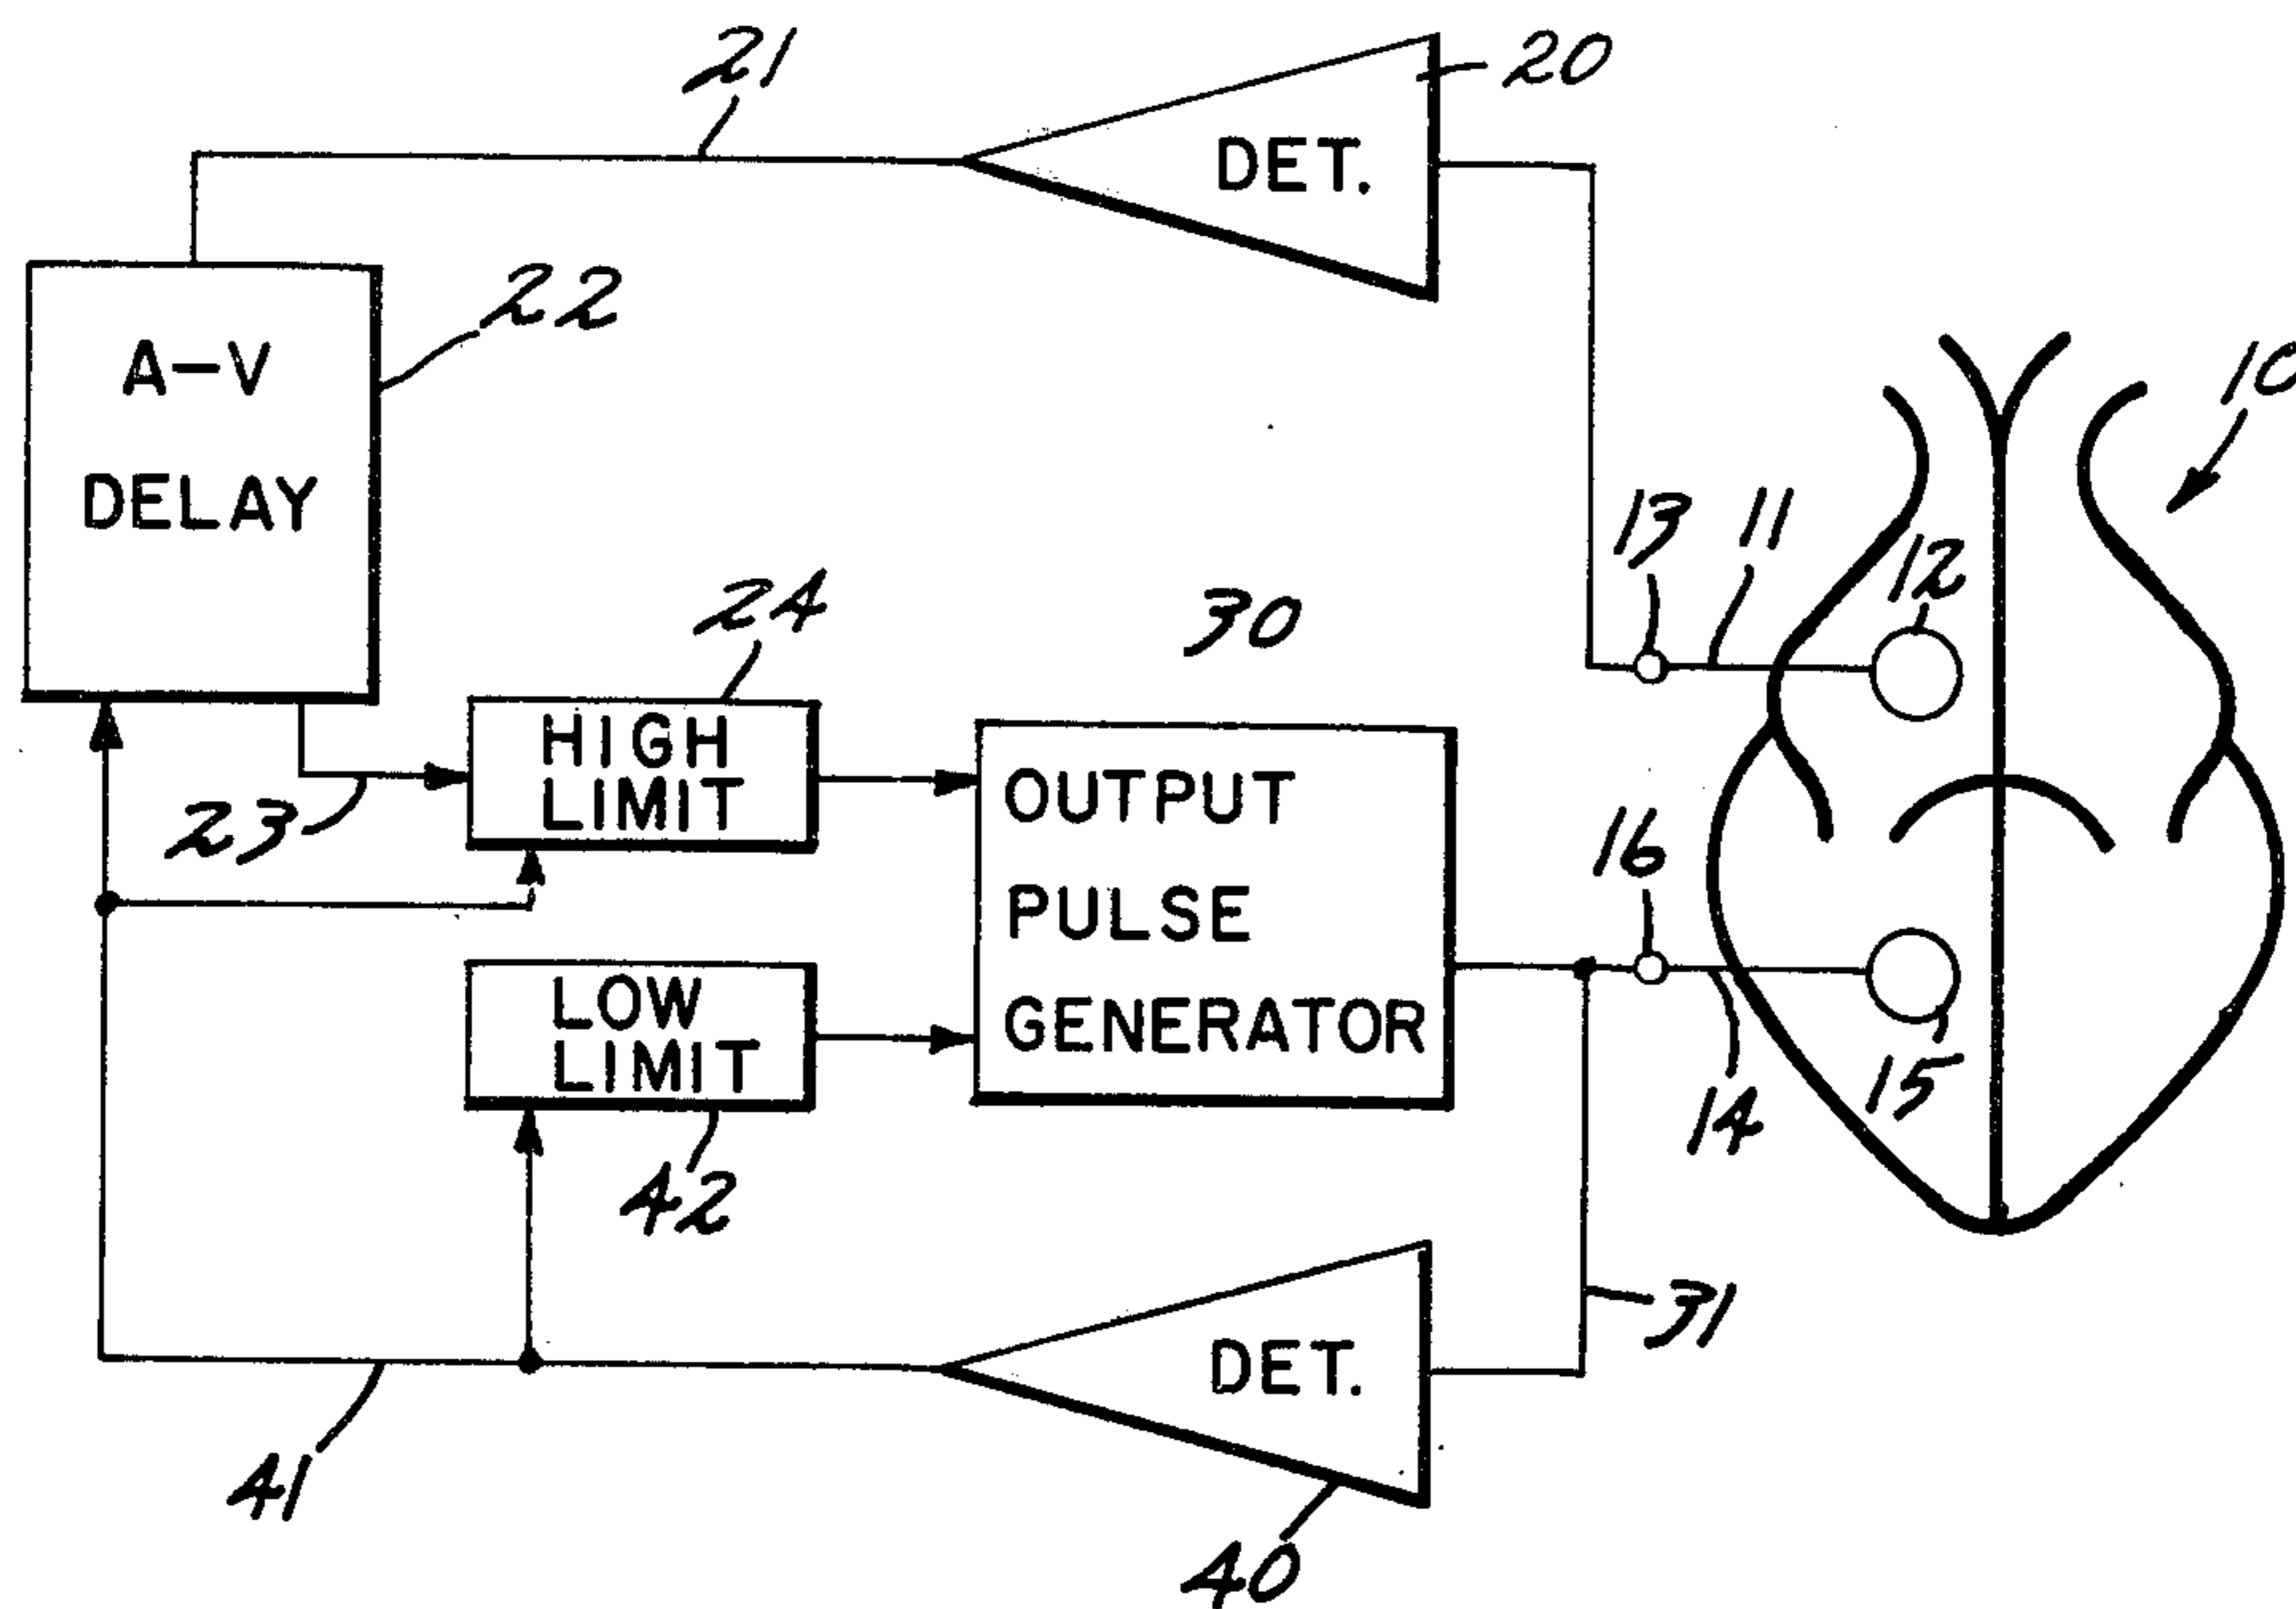 21
20
DET.
22
A-V
DELAY
10
13
11
12
24
30
HIGH
LIMIT
23
OUTPUT
PULSE
GENERATOR
16
LOW
LIMIT
15
14
42
31
DET.
41
40